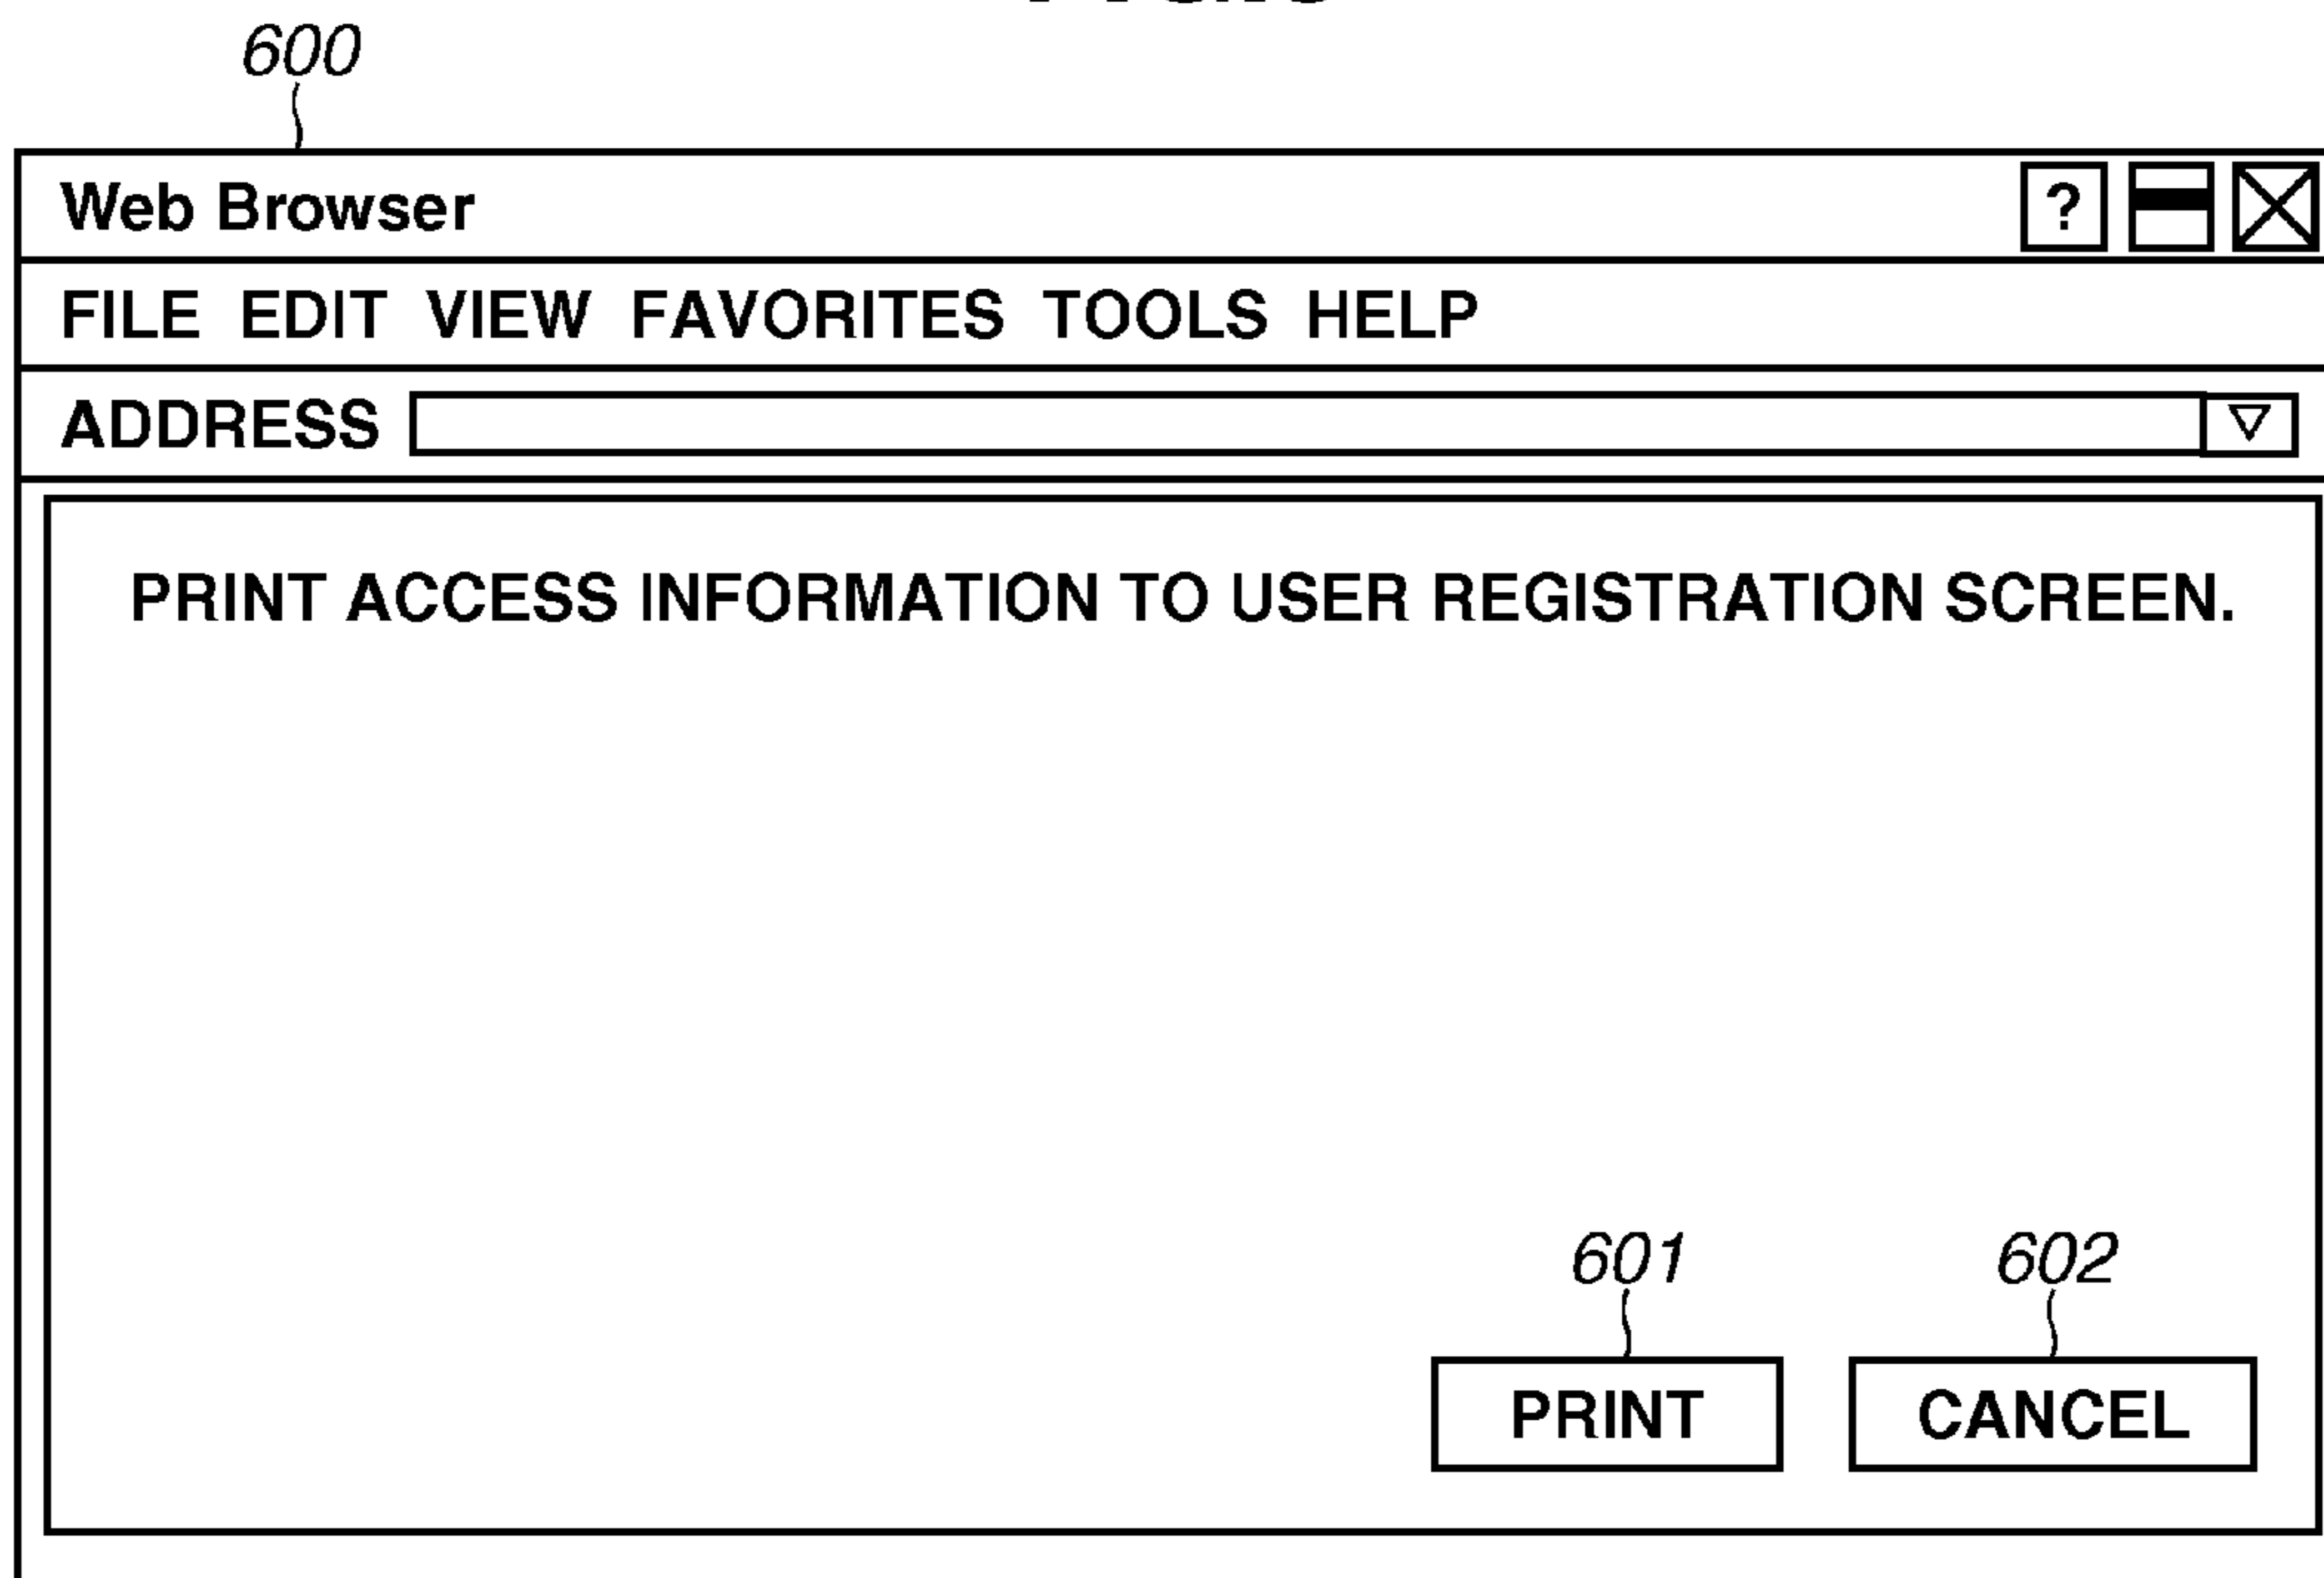 600
Web Browser ?
FILE EDIT VIEW FAVORITES TOOLS HELP
ADDRESS
PRINT ACCESS INFORMATION TO USER REGISTRATION SCREEN.
601 602
PRINT CANCEL